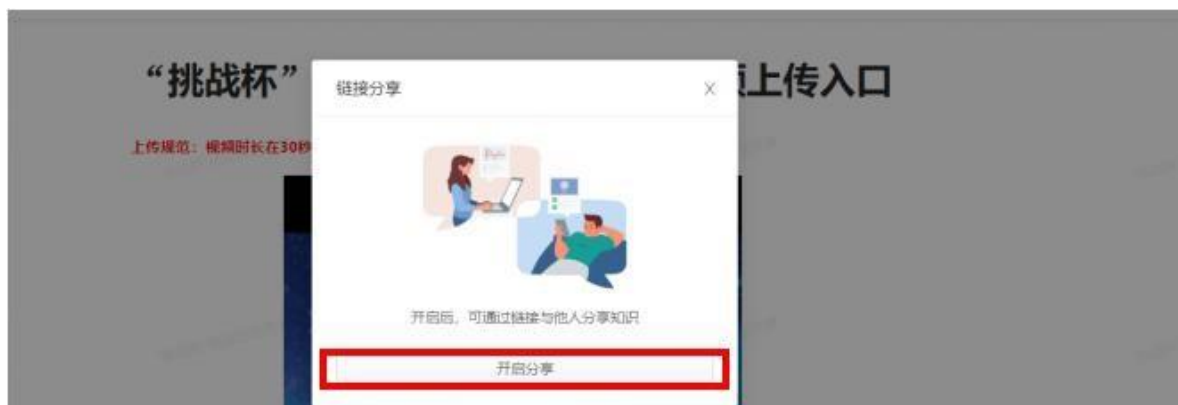 “挑战杯”
上传入口
链接分享
X
上传规范：视频时长在30秒
开启后，可通过链接与他人分享知识
开启分享